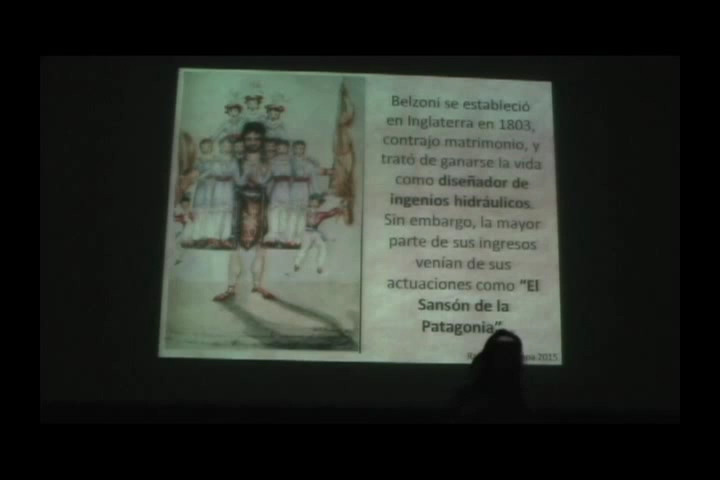 Belzoni se estableció
en Inglaterra en 1803,
contrajo matrimonio, y
trató de ganarse la vida
como diseñador de
ingenios hidráulicos.
Sin embargo, la mayor
parte de sus ingresos
venían de sus
actuaciones como “El
Sansón de la
Patagonia”
2015